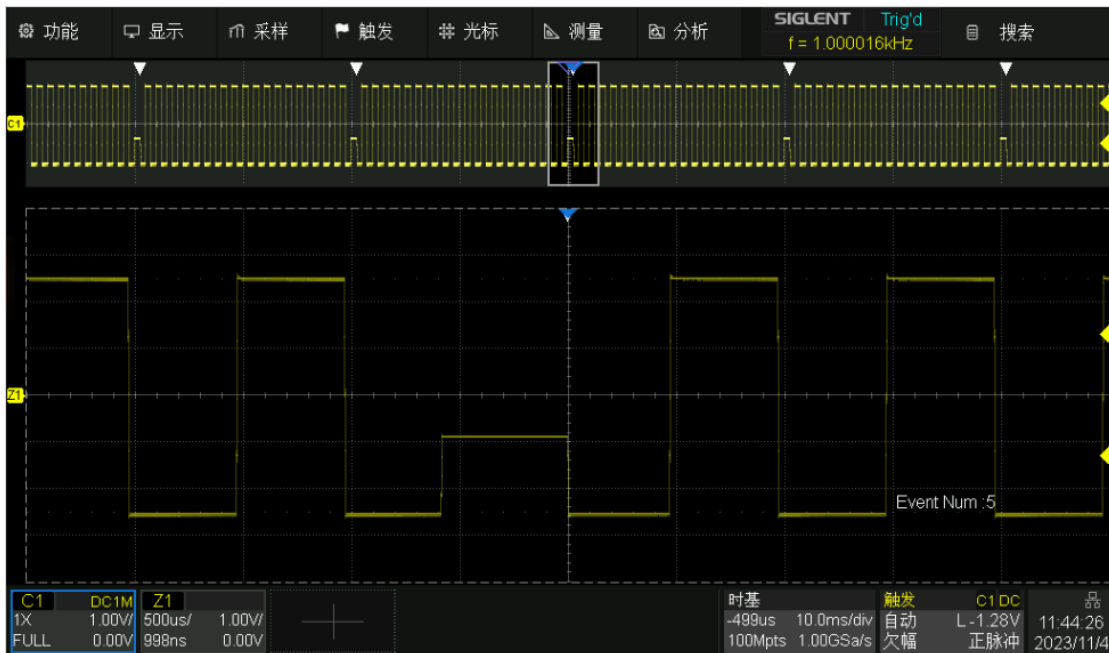 功能 显示 采样 触发 光标 测量 分析 SIGLENT Trig'd 搜索
f = 1.000016kHz
C1
Z1
Event Num :5
C1 DC1M Z1 时基 触发 C1 DC
1X 1.00V/ 500us/ 1.00V/ -499us 10.0ms/div 自动 L -1.28V 11:44:26
FULL 0.00V 998ns 0.00V 100Mpts 1.00GSa/s 欠幅 正脉冲 2023/11/4